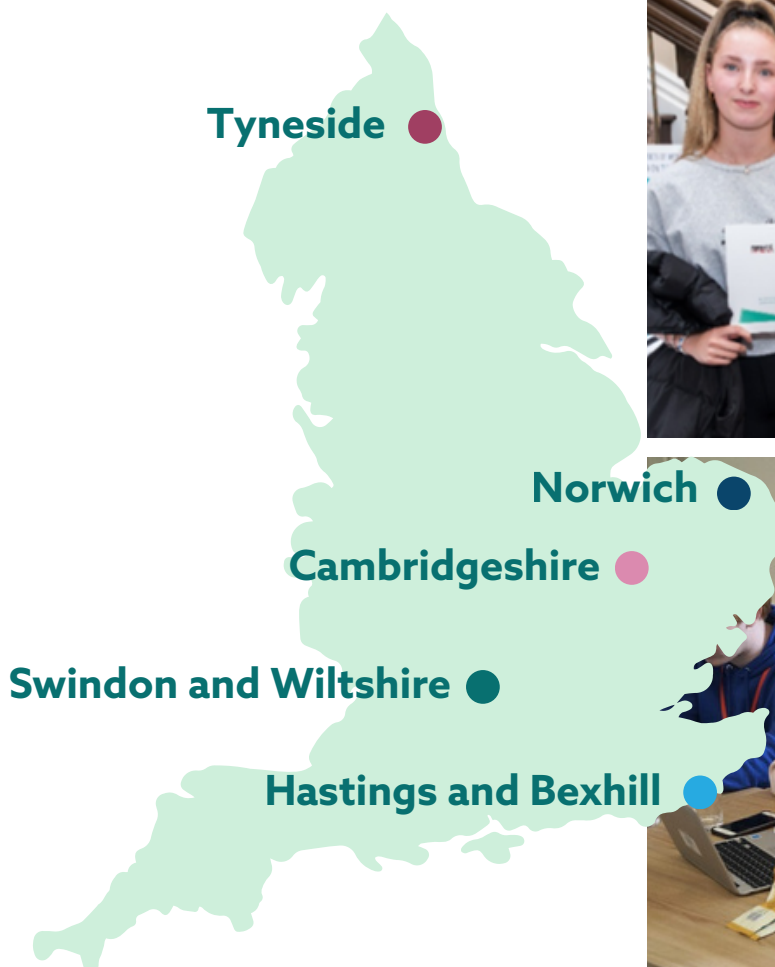 Tyneside
Norwich
Cambridgeshire
Swindon and Wiltshire
Hastings and Bexhill